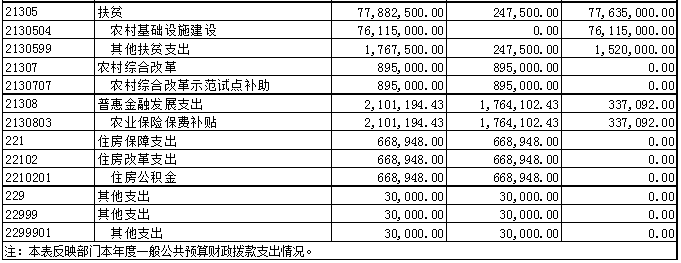 21305 扶贫 77,882,500.00 247,500.00 77,635,000.00
2130504 农村基础设施建设 76,115,000.00 0.00 76,115,000.00
2130599 其他扶贫支出 1,767,500.00 247,500.00 1,520,000.00
21307 农村综合改革 895,000.00 895,000.00 0.00
2130707 农村综合改革示范试点补助 895,000.00 895,000.00 0.00
21308 普惠金融发展支出 2,101,194.43 1,764,102.43 337,092.00
2130803 农业保险保费补贴 2,101,194.43 1,764,102.43 337,092.00
221 住房保障支出 668,948.00 668,948.00 0.00
22102 住房改革支出 668,948.00 668,948.00 0.00
2210201 住房公积金 668,948.00 668,948.00 0.00
229 其他支出 30,000.00 30,000.00 0.00
22999 其他支出 30,000.00 30,000.00 0.00
2299901 其他支出 30,000.00 30,000.00 0.00
注：本表反映部门本年度一般公共预算财政拨款支出情况。